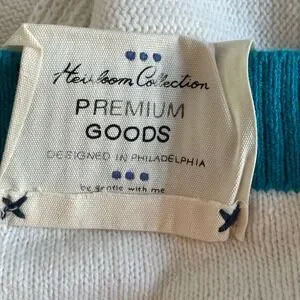 Heirloom Collection
PREMIUM
GOODS
DESIGNED IN PHILADELPHIA
be gentle with me